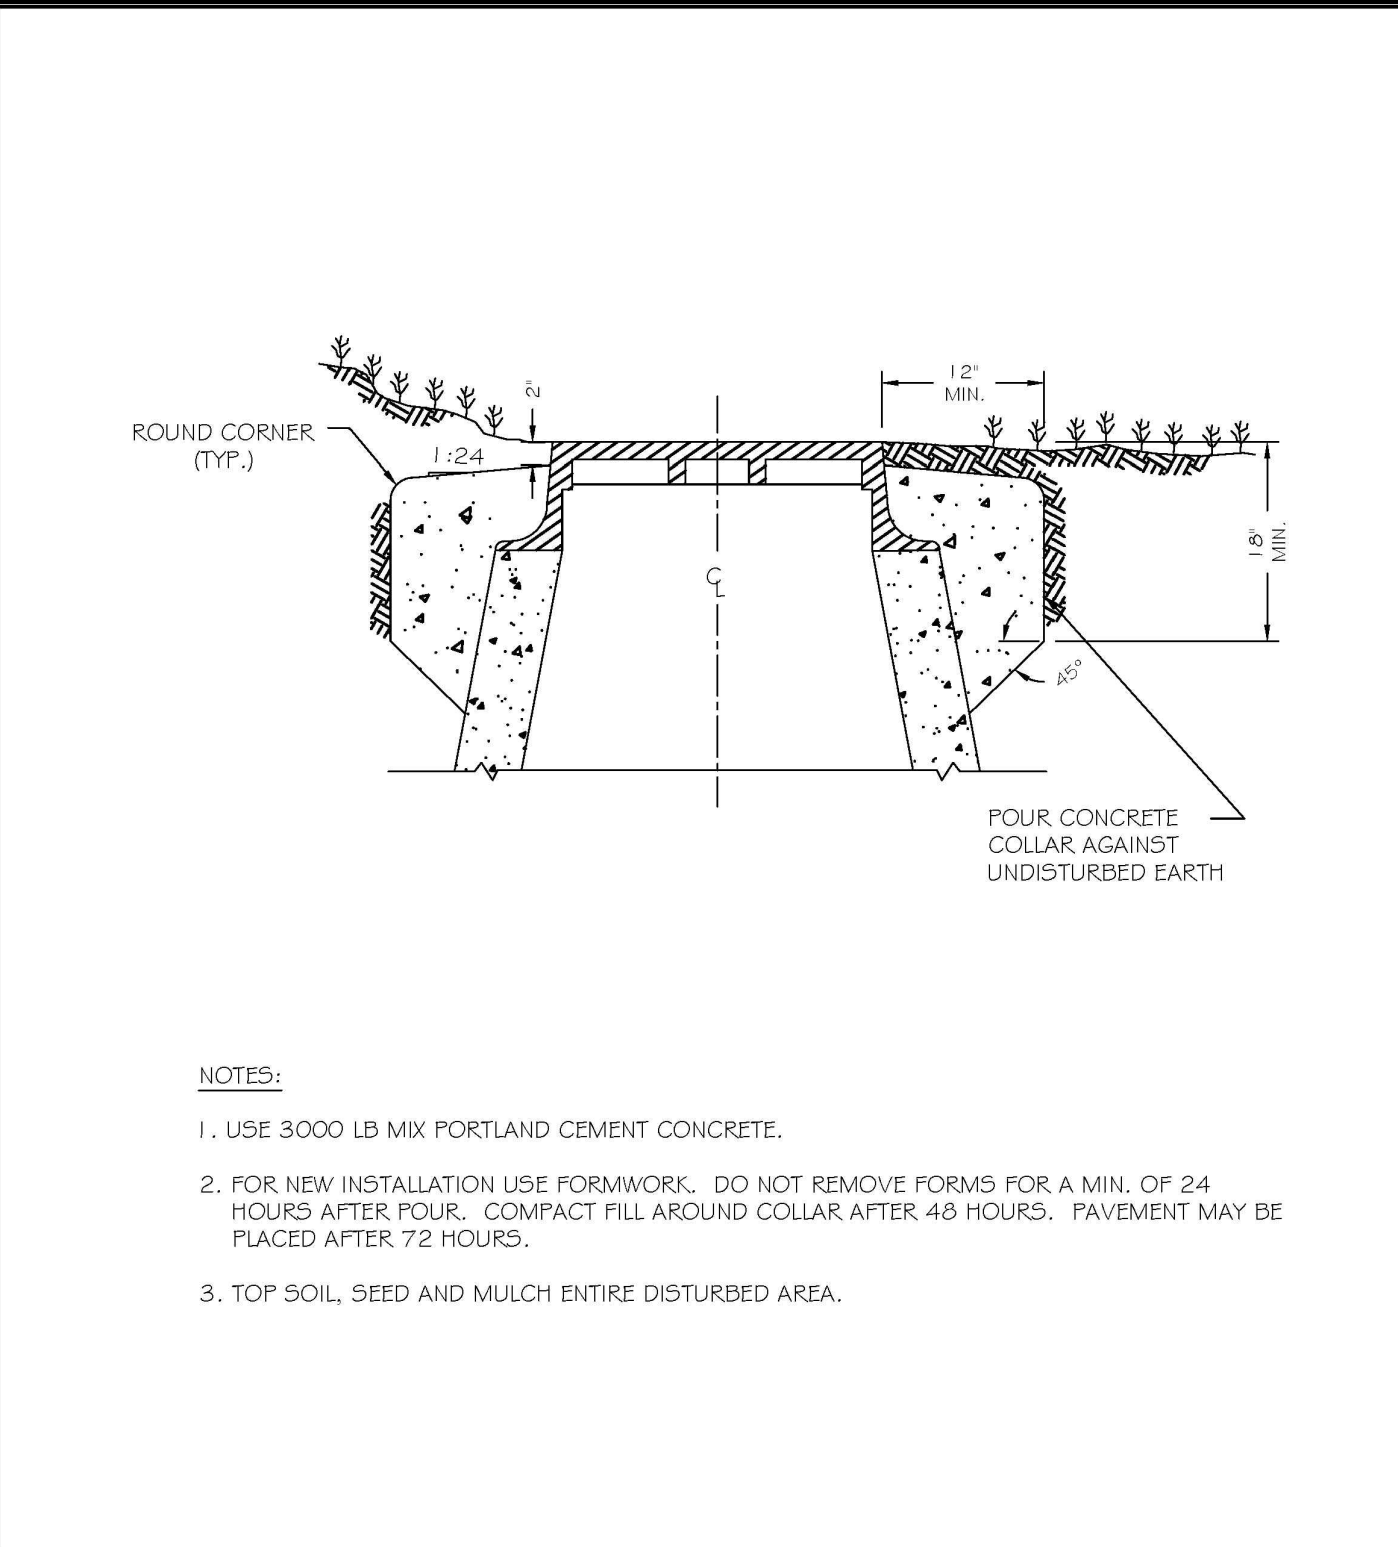 2"
12"
MIN.
ROUND CORNER
(TYP.)
1:24
18"
MIN.
℄
45°
POUR CONCRETE
COLLAR AGAINST
UNDISTURBED EARTH
NOTES:
1. USE 3000 LB MIX PORTLAND CEMENT CONCRETE.
2. FOR NEW INSTALLATION USE FORMWORK. DO NOT REMOVE FORMS FOR A MIN. OF 24
HOURS AFTER POUR. COMPACT FILL AROUND COLLAR AFTER 48 HOURS. PAVEMENT MAY BE
PLACED AFTER 72 HOURS.
3. TOP SOIL, SEED AND MULCH ENTIRE DISTURBED AREA.